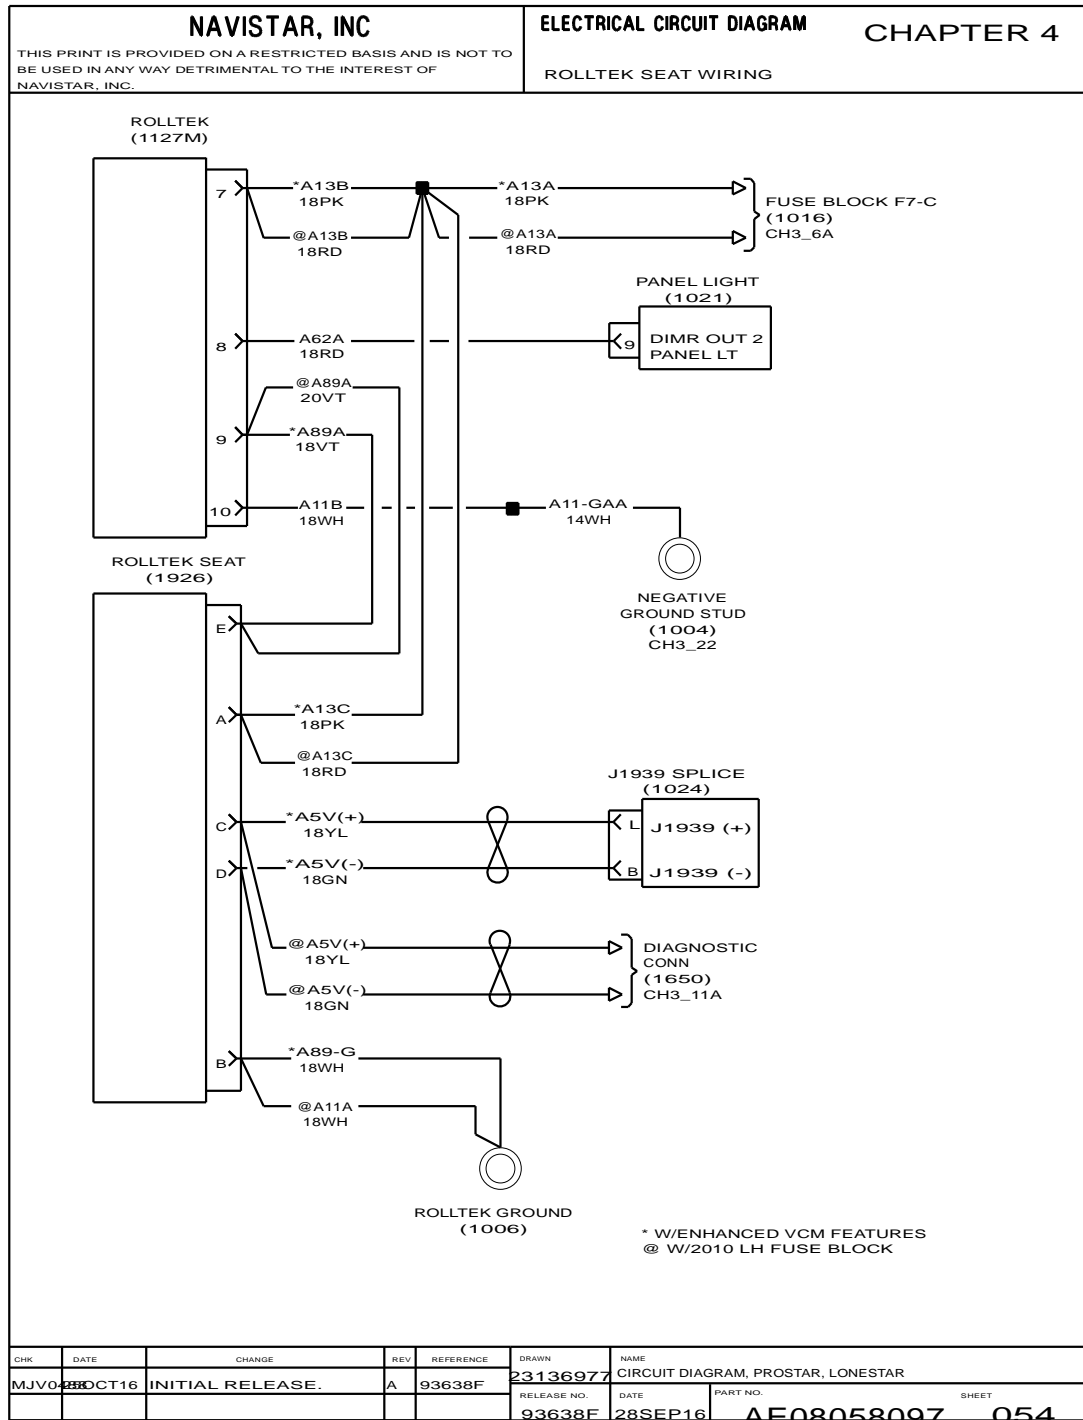 NAVISTAR, INC
THIS PRINT IS PROVIDED ON A RESTRICTED BASIS AND IS NOT TO
BE USED IN ANY WAY DETRIMENTAL TO THE INTEREST OF
NAVISTAR, INC.
ELECTRICAL CIRCUIT DIAGRAM
CHAPTER 4
ROLLTEK SEAT WIRING
ROLLTEK
(1127M)
7
*A13B
18PK
*A13A
18PK
@A13B
18RD
@A13A
18RD
FUSE BLOCK F7-C
(1016)
CH3_6A
PANEL LIGHT
(1021)
8
A62A
18RD
9
DIMR OUT 2
PANEL LT
@A89A
20VT
9
*A89A
18VT
10
A11B
18WH
A11-GAA
14WH
NEGATIVE
GROUND STUD
(1004)
CH3_22
ROLLTEK SEAT
(1926)
E
A
*A13C
18PK
@A13C
18RD
J1939 SPLICE
(1024)
C
*A5V(+)
18YL
L
J1939 (+)
D
*A5V(-)
18GN
B
J1939 (-)
@A5V(+)
18YL
@A5V(-)
18GN
DIAGNOSTIC
CONN
(1650)
CH3_11A
B
*A89-G
18WH
@A11A
18WH
ROLLTEK GROUND
(1006)
* W/ENHANCED VCM FEATURES
@ W/2010 LH FUSE BLOCK
CHK DATE CHANGE REV REFERENCE
INITIAL RELEASE. A 93638F
DRAWN
23136977
NAME
CIRCUIT DIAGRAM, PROSTAR, LONESTAR
RELEASE NO.
93638F
DATE
28SEP16
PART NO.
AE08058097
SHEET
054